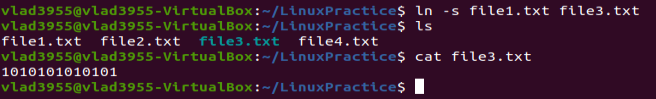 vlad3955@vlad3955-VirtualBox:~/LinuxPractice$ ln -s file1.txt file3.txt
vlad3955@vlad3955-VirtualBox:~/LinuxPractice$ ls
file1.txt  file2.txt  file3.txt  file4.txt
vlad3955@vlad3955-VirtualBox:~/LinuxPractice$ cat file3.txt
1010101010101
vlad3955@vlad3955-VirtualBox:~/LinuxPractice$